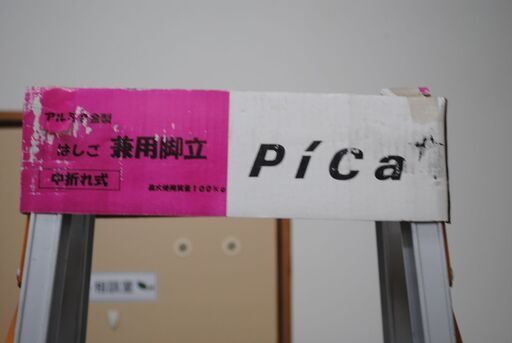 アルミ合金製
はしご 兼用脚立
中折れ式
最大使用質量100Kg
Pica
相談室